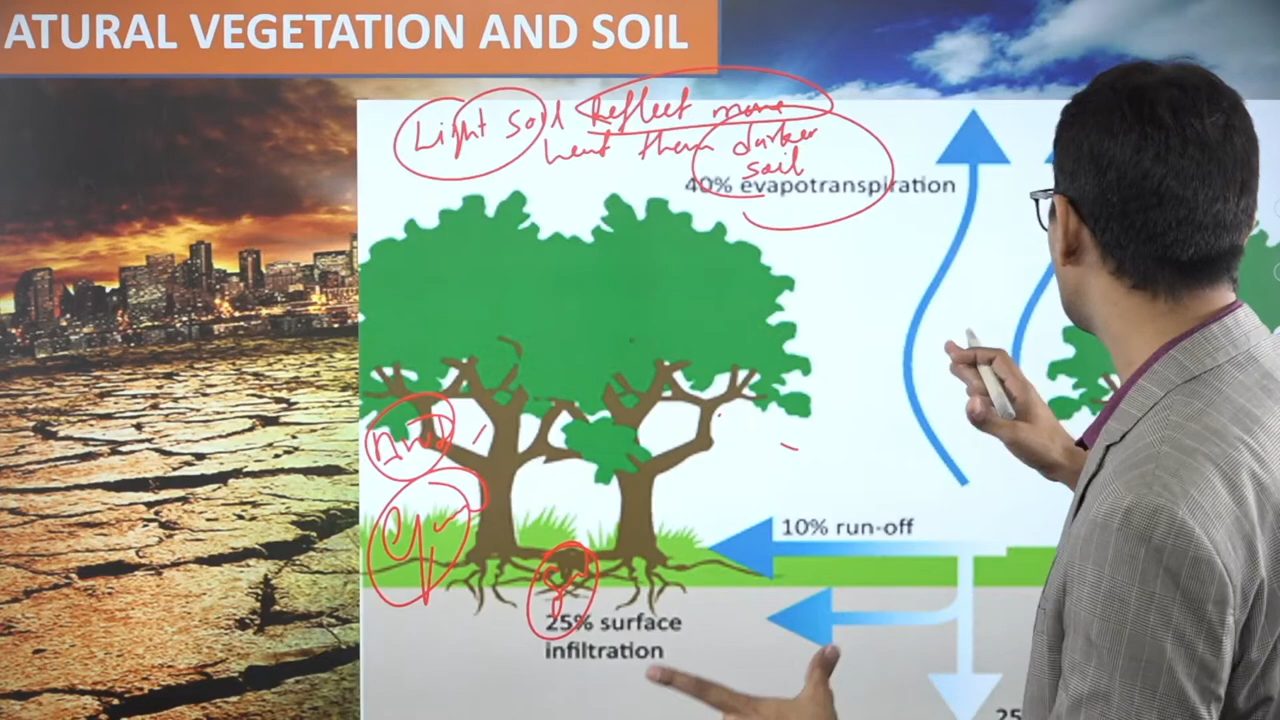 ATURAL VEGETATION AND SOIL
Light soil Reflect more
heat then darker
soil
40% evapotranspiration
10% run-off
25% surface
infiltration
25